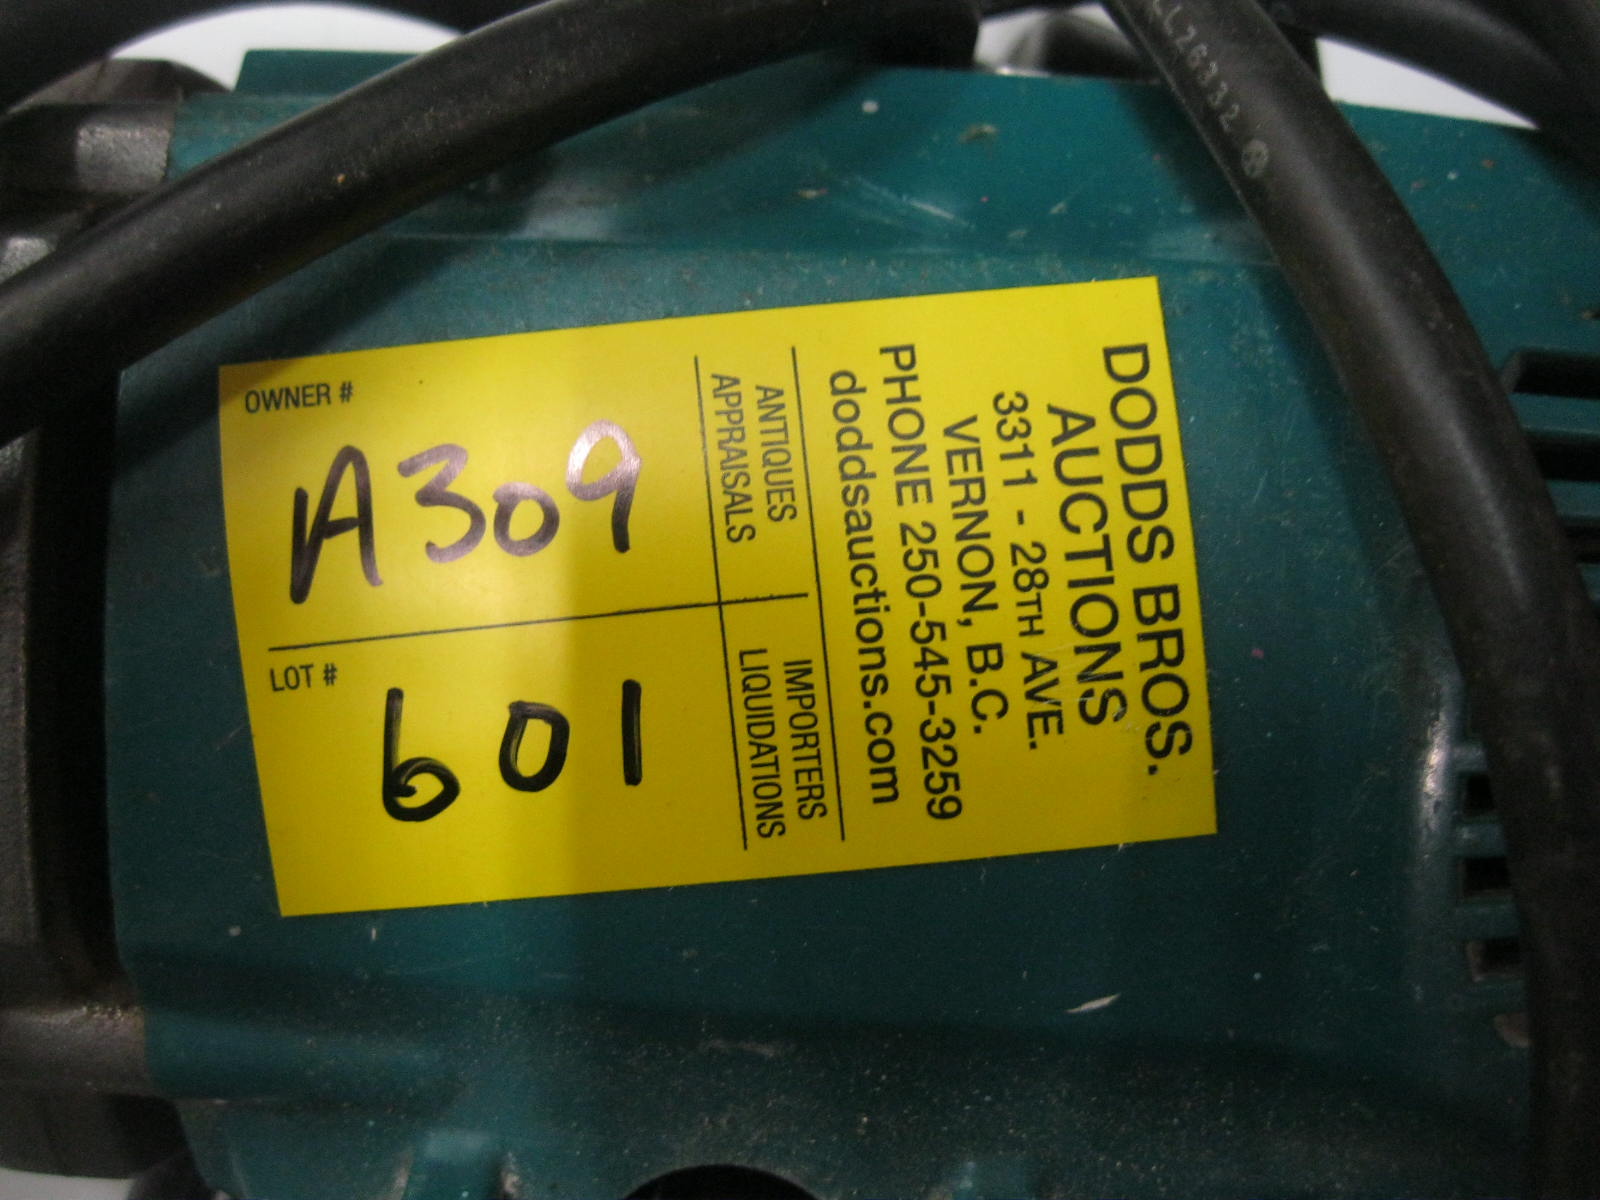 DODDS BROS.
AUCTIONS
3311 - 28TH AVE.
VERNON, B.C.
PHONE 250-545-3259
doddsauctions.com
ANTIQUES
APPRAISALS
IMPORTERS
LIQUIDATIONS
OWNER #
A309
LOT #
601
LL26332